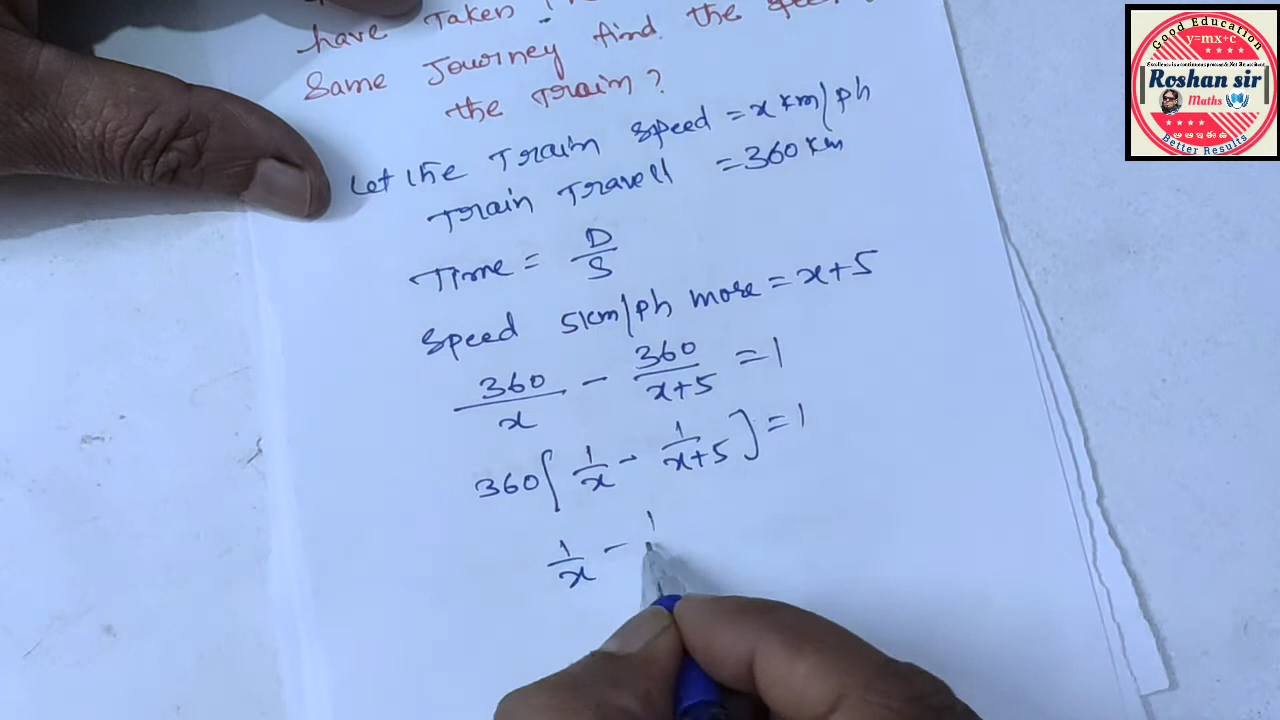 have Taken
Same Journey find. the
the Train?
Let the Train speed = x km/ph
Train Travell = 360 km
Time = D/S
Speed 5km/ph more = x+5
360/x - 360/x+5 = 1
360[1/x - 1/x+5] = 1
1/x - 1
Good Education
y=mx+c
Roshan sir
Maths
Better Results